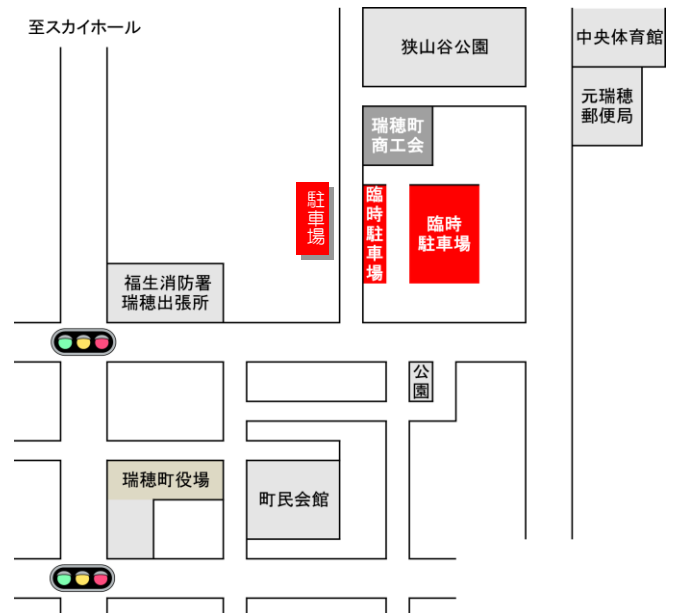 至スカイホール
狭山谷公園
中央体育館
元瑞穂
郵便局
瑞穂町
商工会
駐車場
臨時駐車場
臨時
駐車場
福生消防署
瑞穂出張所
公園
瑞穂町役場
町民会館